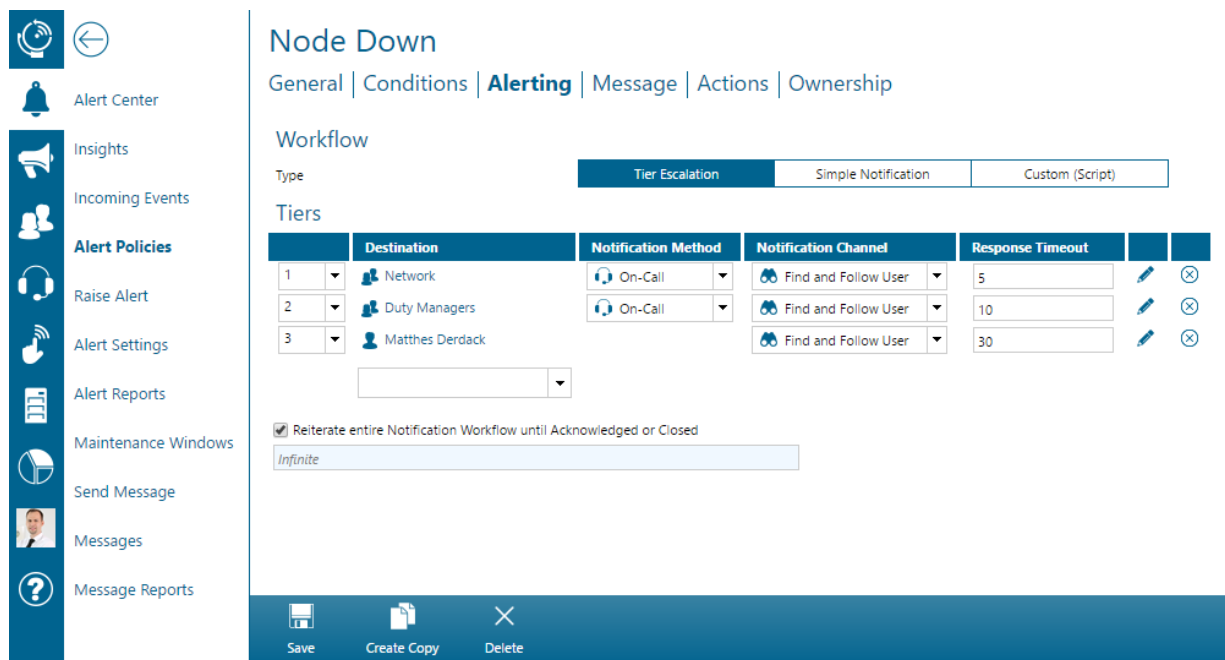 Node Down
General | Conditions | Alerting | Message | Actions | Ownership
Alert Center
Insights
Incoming Events
Alert Policies
Raise Alert
Alert Settings
Alert Reports
Maintenance Windows
Send Message
Messages
Message Reports
Workflow
Type Tier Escalation Simple Notification Custom (Script)
Tiers
Destination Notification Method Notification Channel Response Timeout
1 Network On-Call Find and Follow User 5
2 Duty Managers On-Call Find and Follow User 10
3 Matthes Derdack Find and Follow User 30
Reiterate entire Notification Workflow until Acknowledged or Closed
Infinite
Save Create Copy Delete